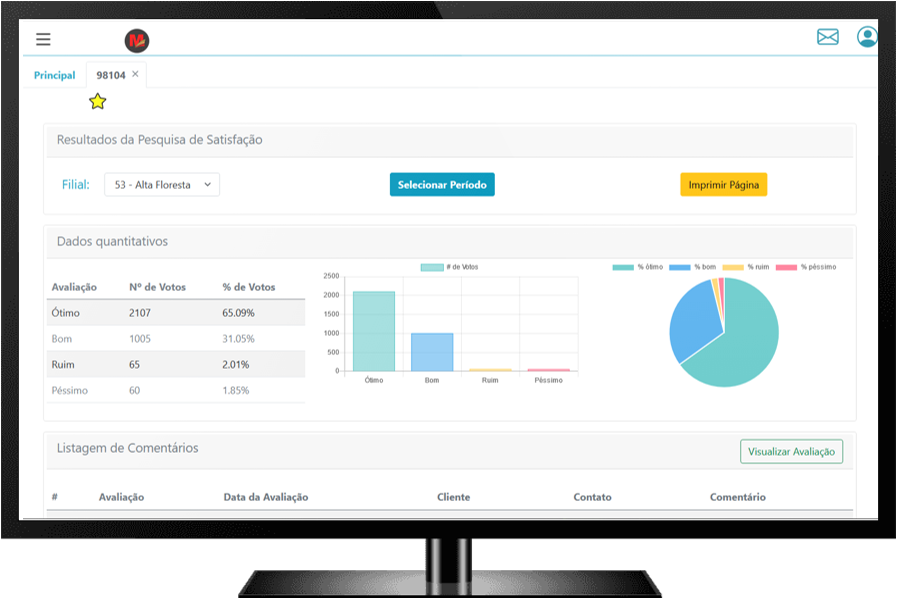 Principal 98104 ×
Resultados da Pesquisa de Satisfação
Filial: 53 - Alta Floresta Selecionar Período Imprimir Página
Dados quantitativos
Avaliação Nº de Votos % de Votos
Ótimo 2107 65.09%
Bom 1005 31.05%
Ruim 65 2.01%
Péssimo 60 1.85%
# de Votos
2500
2000
1500
1000
500
0
Ótimo Bom Ruim Péssimo
% ótimo % bom % ruim % péssimo
Listagem de Comentários Visualizar Avaliação
# Avaliação Data da Avaliação Cliente Contato Comentário